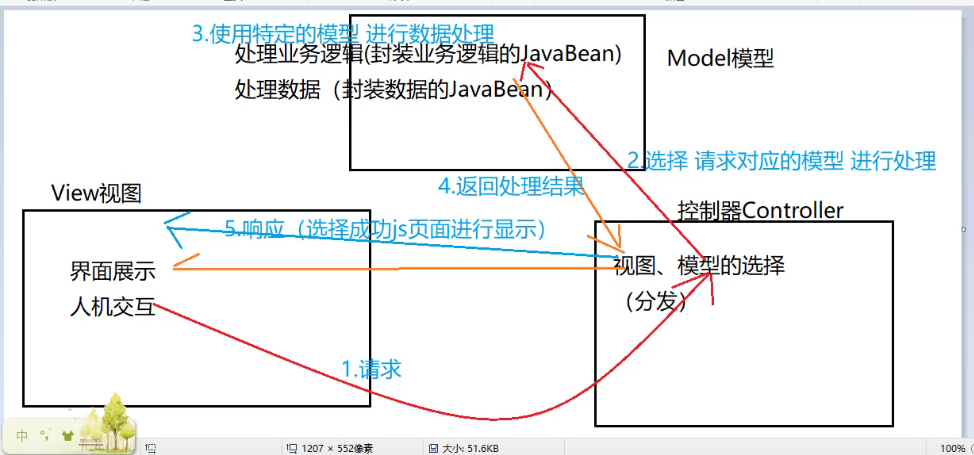 3.使用特定的模型 进行数据处理
处理业务逻辑(封装业务逻辑的JavaBean)
Model模型
处理数据（封装数据的JavaBean）
2.选择 请求对应的模型 进行处理
4.返回处理结果
View视图
控制器Controller
5.响应（选择成功js页面进行显示）
界面展示
视图、模型的选择
人机交互
（分发）
1.请求
中
1207 × 552像素
大小: 51.6KB
100%